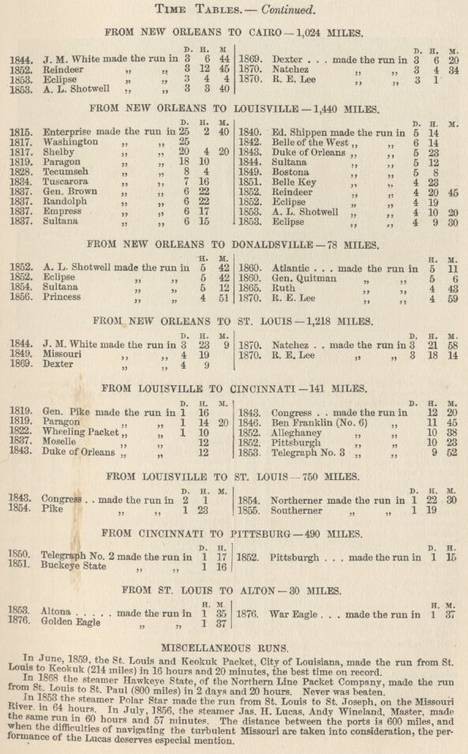 TIME TABLES.— Continued.
FROM NEW ORLEANS TO CAIRO—1,024 MILES.
D. H. M. D. H. M.
1844. J. M. White made the run in 3 6 44 1869. Dexter . . . made the run in 3 6 20
1852. Reindeer „ „ 3 12 45 1870. Natchez „ „ 3 4 34
1853. Eclipse „ „ 3 4 4 1870. R. E. Lee „ „ 3 1
1853. A. L. Shotwell „ „ 3 3 40
FROM NEW ORLEANS TO LOUISVILLE—1,440 MILES.
D. H. M. D. H. M.
1815. Enterprise made the run in 25 2 40 1840. Ed. Shippen made the run in 5 14
1817. Washington „ „ 25 1842. Belle of the West „ „ 6 14
1817. Shelby „ „ 20 4 20 1843. Duke of Orleans „ „ 5 23
1819. Paragon „ „ 18 10 1844. Sultana „ „ 5 12
1828. Tecumseh „ „ 8 4 1849. Bostona „ „ 5 8
1834. Tuscarora „ „ 7 16 1851. Belle Key „ „ 4 23
1837. Gen. Brown „ „ 6 22 1852. Reindeer „ „ 4 20 45
1837. Randolph „ „ 6 22 1852. Eclipse „ „ 4 19
1837. Empress „ „ 6 17 1853. A. L. Shotwell „ „ 4 10 20
1837. Sultana „ „ 6 15 1853. Eclipse „ „ 4 9 30
FROM NEW ORLEANS TO DONALDSVILLE—78 MILES.
H. M. H. M.
1852. A. L. Shotwell made the run in 5 42 1860. Atlantic . . . made the run in 5 11
1852. Eclipse „ „ 5 42 1860. Gen. Quitman „ „ 5 6
1854. Sultana „ „ 5 12 1865. Ruth „ „ 4 43
1856. Princess „ „ 4 51 1870. R. E. Lee „ „ 4 59
FROM NEW ORLEANS TO ST. LOUIS—1,218 MILES.
D. H. M. D. H. M.
1844. J. M. White made the run in 3 23 9 1870. Natchez . . made the run in 3 21 58
1849. Missouri „ „ 4 19 1870. R. E. Lee „ „ 3 18 14
1869. Dexter „ „ 4 9
FROM LOUISVILLE TO CINCINNATI—141 MILES.
D. H. M. H. M.
1819. Gen. Pike made the run in 1 16 1843. Congress . . made the run in 12 20
1819. Paragon „ „ 1 14 20 1846. Ben Franklin (No. 6) „ 11 45
1822. Wheeling Packet „ „ 1 10 1852. Alleghaney „ „ 10 38
1837. Moselle „ „ 12 1852. Pittsburgh „ „ 10 23
1843. Duke of Orleans „ „ 12 1853. Telegraph No. 3 „ „ 9 52
FROM LOUISVILLE TO ST. LOUIS—750 MILES.
D. H. M. D. H. M.
1843. Congress . . made the run in 2 1 1854. Northerner made the run in 1 22 30
1854. Pike „ „ 1 23 1855. Southerner „ „ 1 19
FROM CINCINNATI TO PITTSBURG—490 MILES.
D. H. D. H.
1850. Telegraph No. 2 made the run in 1 17 1852. Pittsburgh . . . made the run in 1 15
1851. Buckeye State „ „ 1 16
FROM ST. LOUIS TO ALTON—30 MILES.
H. M. H. M.
1853. Altona . . . . . made the run in 1 35 1876. War Eagle . . . made the run in 1 37
1876. Golden Eagle „ „ 1 37
MISCELLANEOUS RUNS.
In June, 1859, the St. Louis and Keokuk Packet, City of Louisiana, made the run from St.
Louis to Keokuk (214 miles) in 16 hours and 20 minutes, the best time on record.
In 1868 the steamer Hawkeye State, of the Northern Line Packet Company, made the run
from St. Louis to St. Paul (800 miles) in 2 days and 20 hours. Never was beaten.
In 1853 the steamer Polar Star made the run from St. Louis to St. Joseph, on the Missouri
River. in 64 hours. In July, 1856, the steamer Jas. H. Lucas, Andy Wineland, Master, made
the same run in 60 hours and 57 minutes. The distance between the ports is 600 miles, and
when the difficulties of navigating the turbulent Missouri are taken into consideration, the per-
formance of the Lucas deserves especial mention.